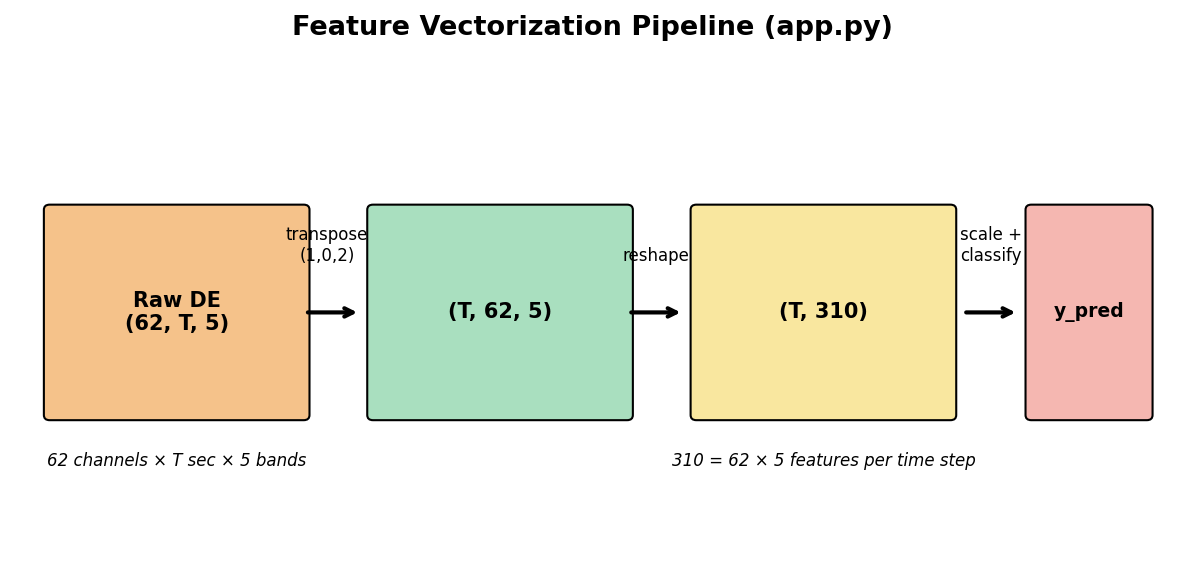 Feature Vectorization Pipeline (app.py)
Raw DE
(62, T, 5)
transpose
(1,0,2)
(T, 62, 5)
reshape
(T, 310)
scale +
classify
y_pred
62 channels × T sec × 5 bands
310 = 62 × 5 features per time step